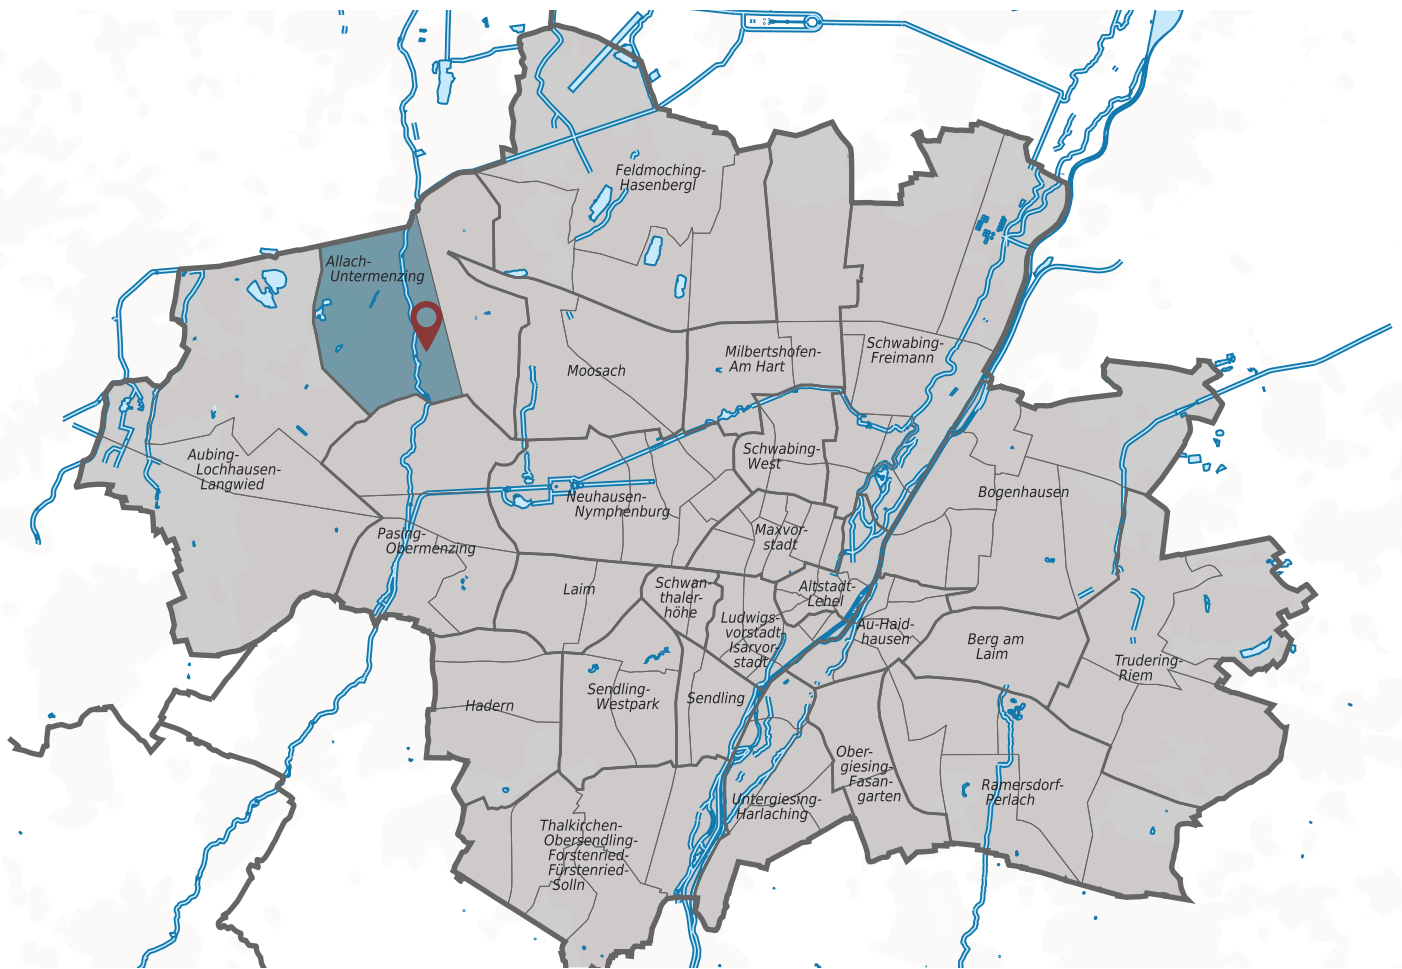 Feldmoching-
Hasenbergl
Allach-
Untermenzing
Schwabing-
Freimann
Milbertshofen-
Am Hart
Moosach
Schwabing-
West
Aubing-
Lochhausen-
Langwied
Neuhausen-
Nymphenburg
Bogenhausen
Maxvor-
stadt
Pasing-
Obermenzing
Laim
Schwan-
thaler-
höhe
Altstadt-
Lehel
Ludwigs-
vorstadt-
Isarvor-
stadt
Au-Haid-
hausen
Berg am
Laim
Trudering-
Riem
Hadern
Sendling-
Westpark
Sendling
Ober-
giesing-
Fasan-
garten
Untergiesing-
Harlaching
Ramersdorf-
Perlach
Thalkirchen-
Obersendling-
Forstenried-
Fürstenried-
Solln